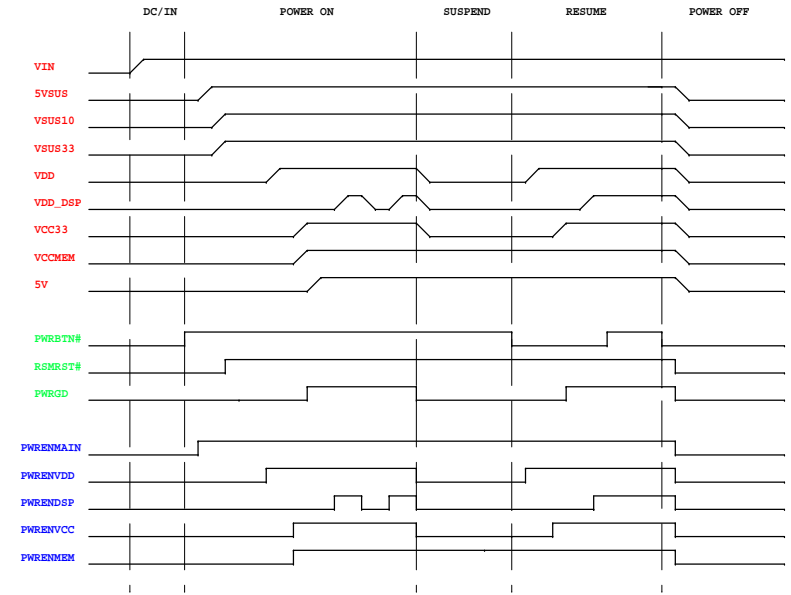 DC/IN POWER ON SUSPEND RESUME POWER OFF
VIN
5VSUS
VSUS10
VSUS33
VDD
VDD_DSP
VCC33
VCCMEM
5V
PWRBTN#
RSMRST#
PWRGD
PWRENMAIN
PWRENVDD
PWRENDSP
PWRENVCC
PWRENMEM